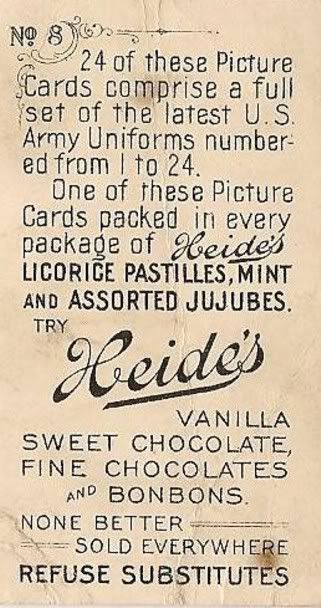 Nº 8
24 of these Picture
Cards comprise a full
set of the latest U.S.
Army Uniforms number-
ed from 1 to 24.
One of these Picture
Cards packed in every
package of Heide's
LICORICE PASTILLES, MINT
AND ASSORTED JUJUBES.
TRY
Heide's
VANILLA
SWEET CHOCOLATE,
FINE CHOCOLATES
AND BONBONS.
NONE BETTER
SOLD EVERYWHERE
REFUSE SUBSTITUTES